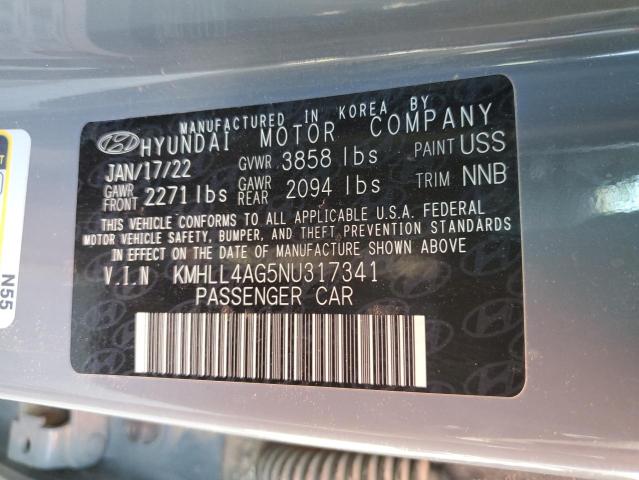 MANUFACTURED IN KOREA BY
HYUNDAI MOTOR COMPANY
JAN/17/22 GVWR 3858 lbs PAINT USS
GAWR FRONT 2271 lbs GAWR REAR 2094 lbs TRIM NNB
THIS VEHICLE CONFORMS TO ALL APPLICABLE U.S.A. FEDERAL
MOTOR VEHICLE SAFETY, BUMPER, AND THEFT PREVENTION STANDARDS
IN EFFECT ON THE DATE OF MANUFACTURE SHOWN ABOVE
V.I.N KMHLL4AG5NU317341
PASSENGER CAR
N55